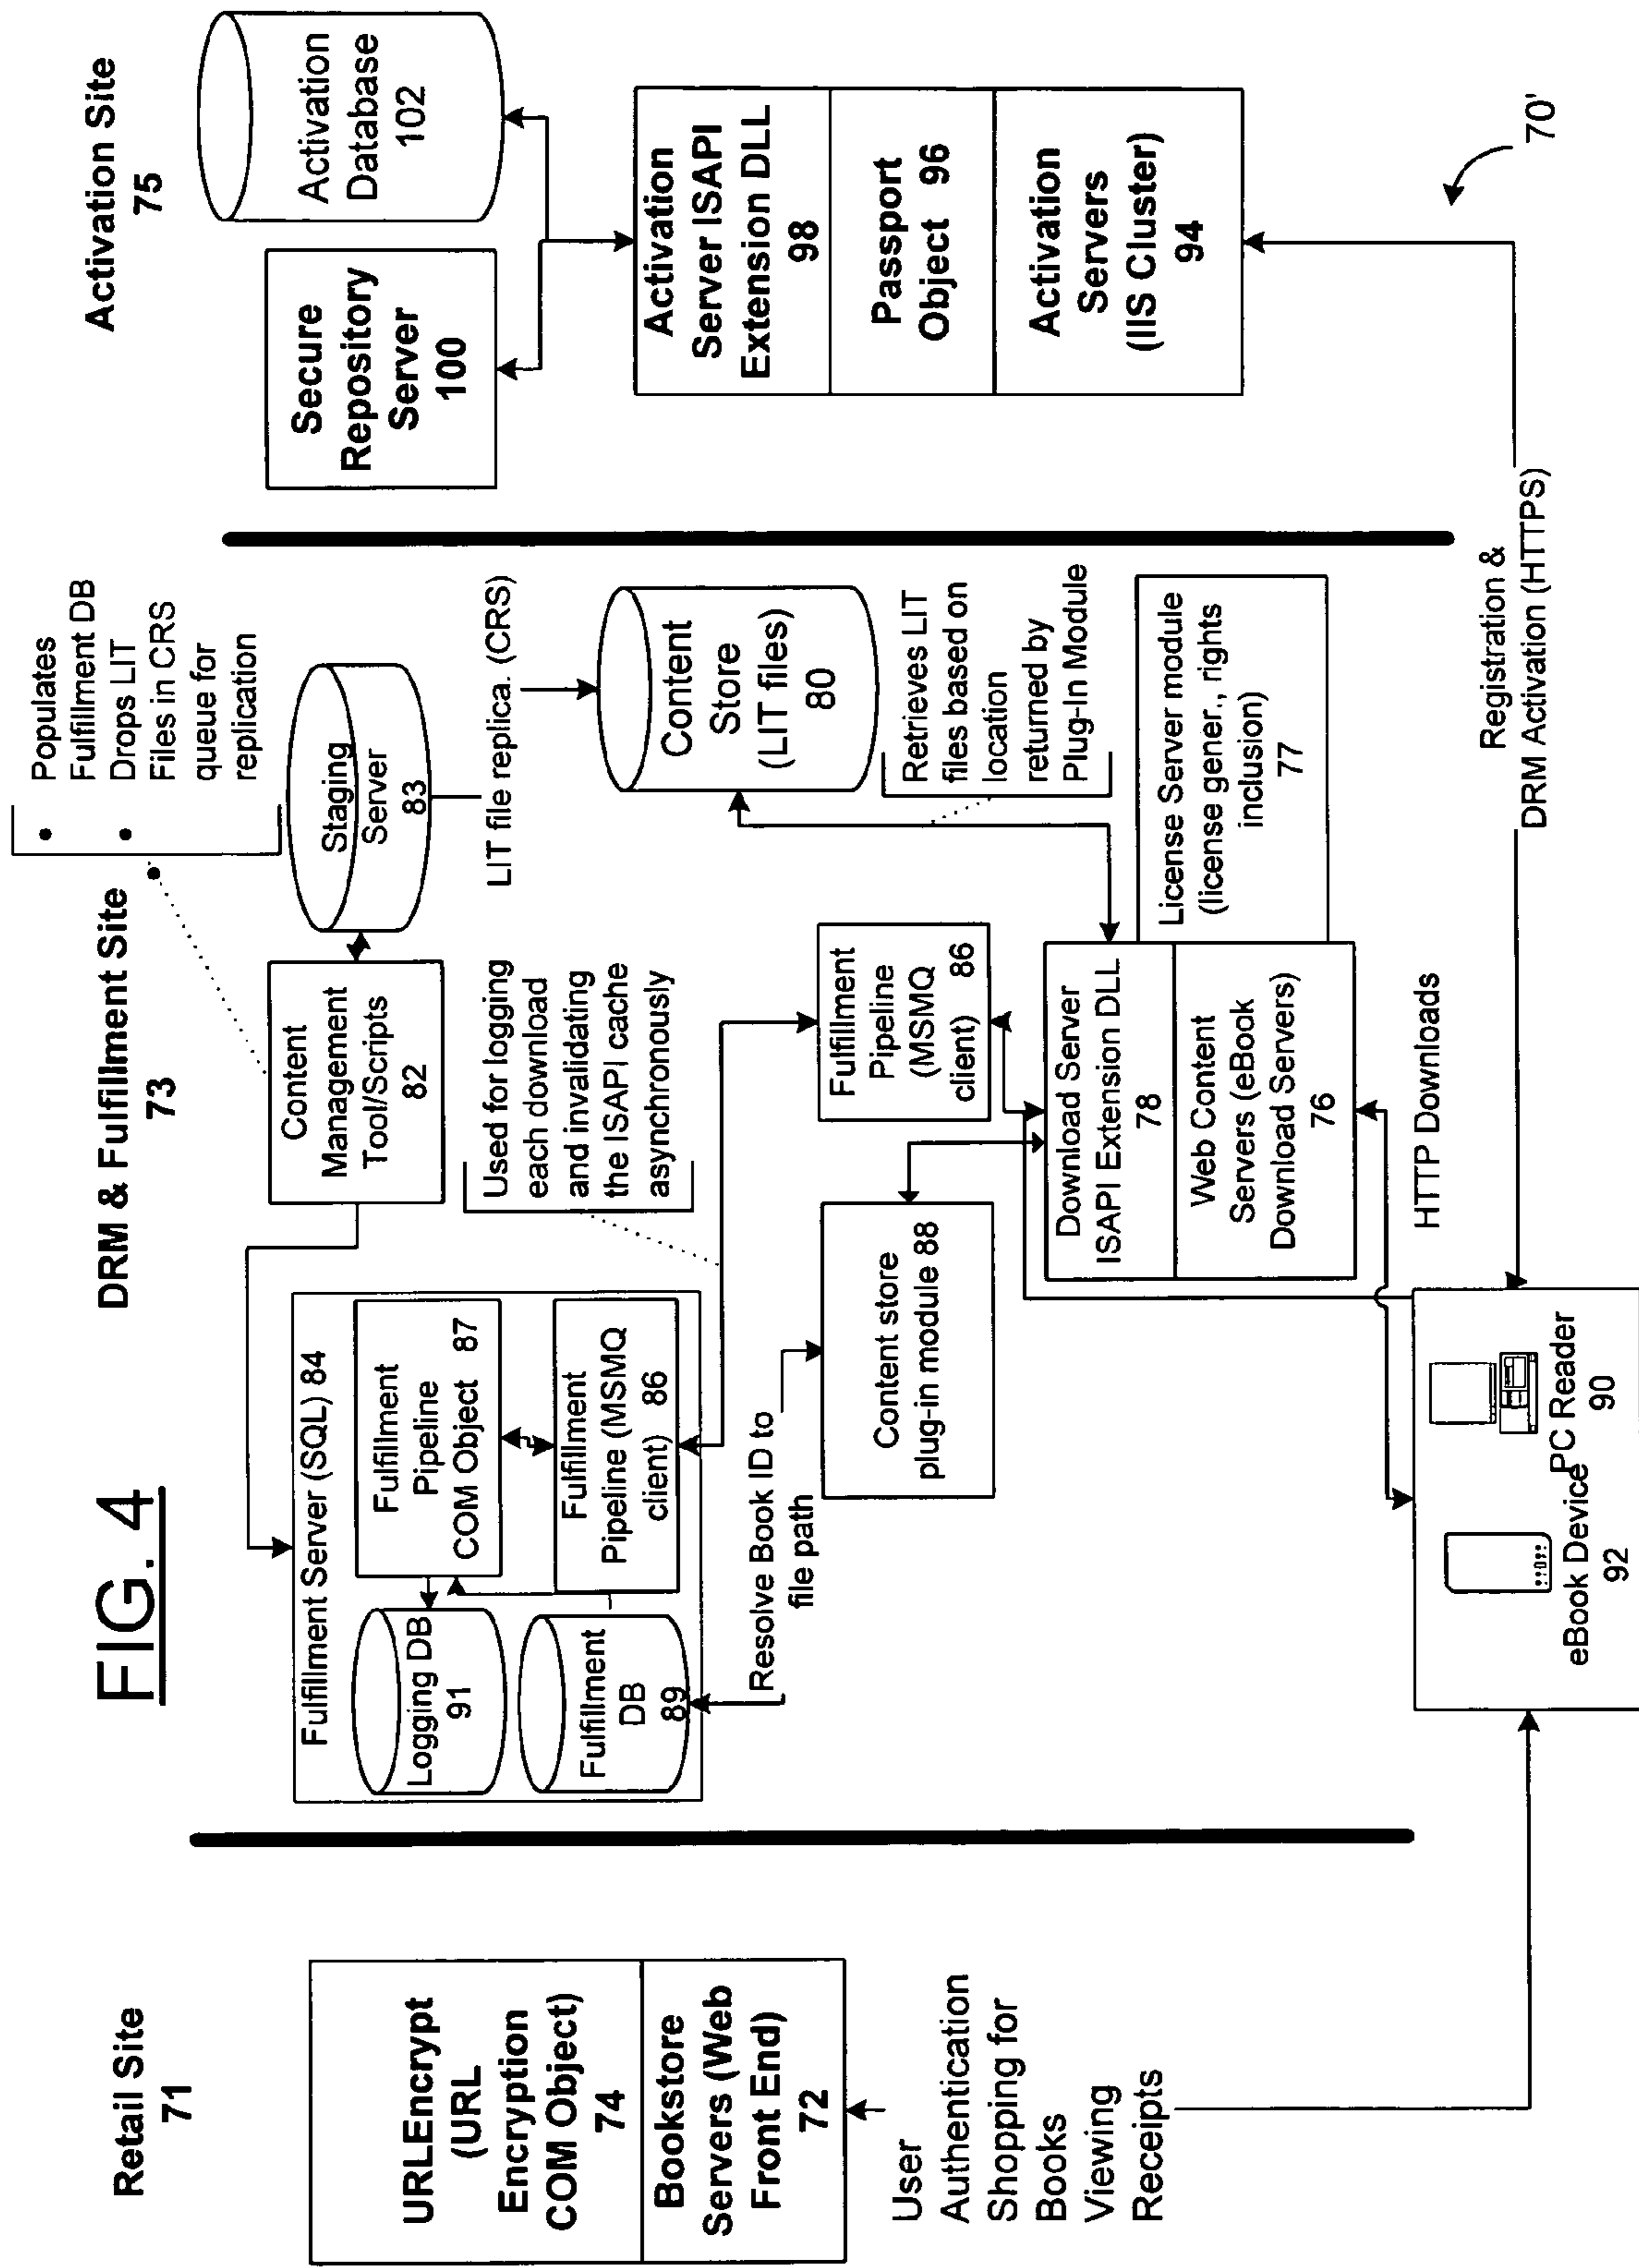 FIG. 4
Retail Site
71
URLEncrypt
(URL
Encryption
COM Object)
74
Bookstore
Servers (Web
Front End)
72
User
Authentication
Shopping for
Books
Viewing
Receipts
DRM & Fulfillment Site
73
• Populates
Fulfillment DB
• Drops LIT
Files in CRS
queue for
replication
Fulfillment Server (SQL) 84
Logging DB
91
Fulfillment
DB
89
Fulfillment
Pipeline
COM Object 87
Fulfillment
Pipeline (MSMQ
client) 86
Content
Management
Tool/Scripts
82
Staging
Server
83
Used for logging
each download
and invalidating
the ISAPI cache
asynchronously
LIT file replica. (CRS)
Content
Store
(LIT files)
80
Resolve Book ID to
file path
Content store
plug-in module 88
Fulfillment
Pipeline
(MSMQ
client) 86
Retrieves LIT
files based on
location
returned by
Plug-In Module
Download Server
ISAPI Extension DLL
78
Web Content
Servers (eBook
Download Servers)
76
License Server module
(license gener., rights
inclusion)
77
HTTP Downloads
eBook Device
92
PC Reader
90
Activation Site
75
Secure
Repository
Server
100
Activation
Database
102
Activation
Server ISAPI
Extension DLL
98
Passport
Object 96
Activation
Servers
(IIS Cluster)
94
Registration &
DRM Activation (HTTPS)
70'